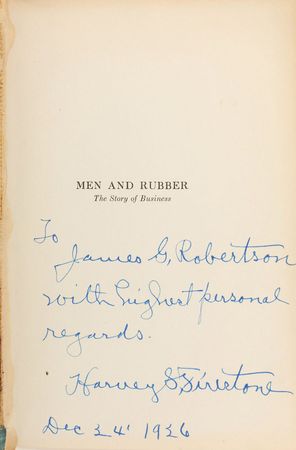 MEN AND RUBBER
The Story of Business
To
James G. Robertson
with highest personal
regards.
Harvey S Firestone
Dec 24' 1926